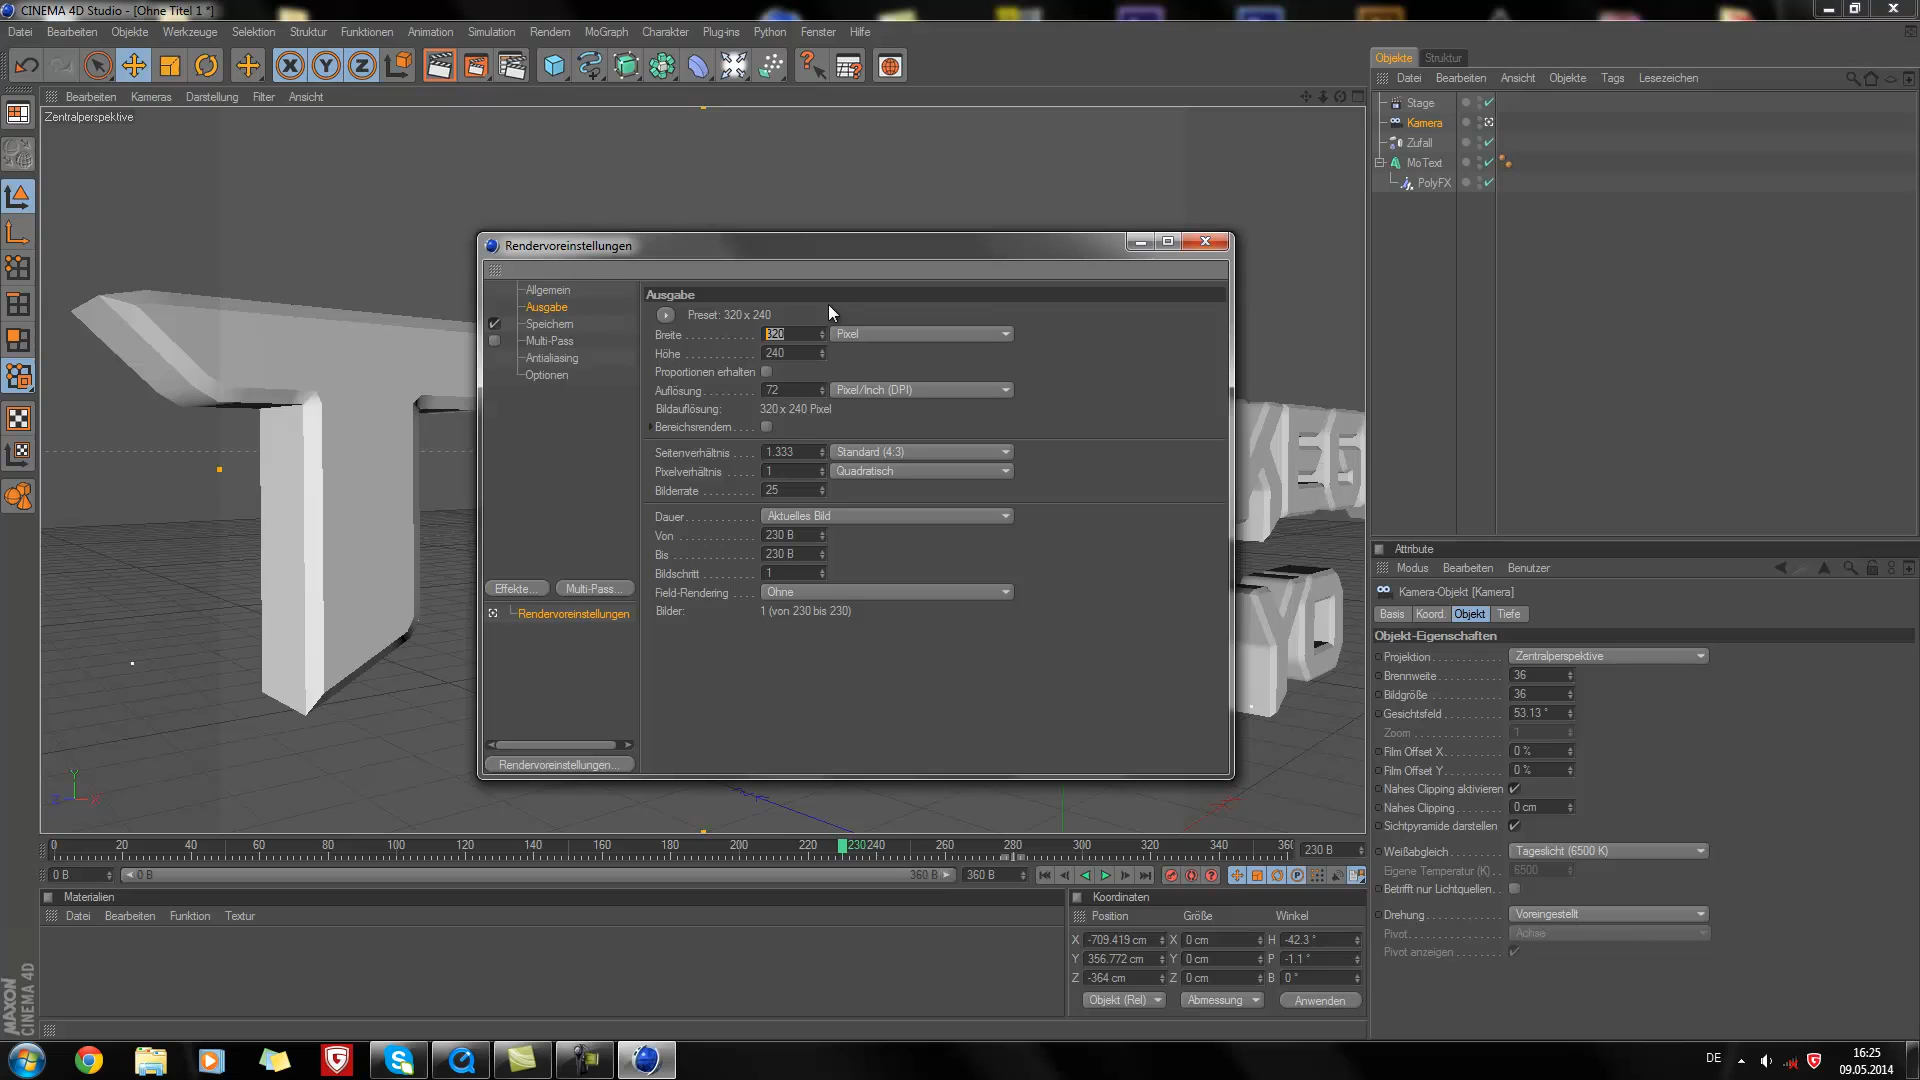 CINEMA 4D Studio - [Ohne Titel 1 *]
Datei Bearbeiten Objekte Werkzeuge Selektion Struktur Funktionen Animation Simulation Rendern MoGraph Charakter Plug-ins Python Fenster Hilfe
Bearbeiten Kameras Darstellung Filter Ansicht
Zentralperspektive
Objekte Struktur
Datei Bearbeiten Ansicht Objekte Tags Lesezeichen
Stage
Kamera
Zufall
MoText
PolyFX
Rendervoreinstellungen
Allgemein
Ausgabe
Speichern
Multi-Pass
Antialiasing
Optionen
Effekte... Multi-Pass...
Rendervoreinstellungen
Rendervoreinstellungen...
Ausgabe
Preset: 320 x 240
Breite 320 Pixel
Höhe 240
Proportionen erhalten
Auflösung 72 Pixel/Inch (DPI)
Bildauflösung: 320 x 240 Pixel
Bereichsrendern
Seitenverhältnis 1.333 Standard (4:3)
Pixelverhältnis 1 Quadratisch
Bilderrate 25
Dauer Aktuelles Bild
Von 230 B
Bis 230 B
Bildschritt 1
Field-Rendering Ohne
Bilder: 1 (von 230 bis 230)
Attribute
Modus Bearbeiten Benutzer
Kamera-Objekt [Kamera]
Basis Koord. Objekt Tiefe
Objekt-Eigenschaften
Projektion Zentralperspektive
Brennweite 36
Bildgröße 36
Gesichtsfeld 53.13 °
Zoom 1
Film Offset X 0 %
Film Offset Y 0 %
Nahes Clipping aktivieren
Nahes Clipping 0 cm
Sichtpyramide darstellen
Weißabgleich Tageslicht (6500 K)
Eigene Temperatur (K) 6500
Betrifft nur Lichtquellen
Drehung Voreingestellt
Pivot Achse
Pivot anzeigen
Y
Z X
0 20 40 60 80 100 120 140 160 180 200 220 230 240 260 280 300 320 340 360 230 B
0 B 0 B 360 B 360 B
Materialien
Datei Bearbeiten Funktion Textur
Koordinaten
Position Größe Winkel
X -709.419 cm X 0 cm H -42.3 °
Y 356.772 cm Y 0 cm P -1.1 °
Z -364 cm Z 0 cm B 0 °
Objekt (Rel) Abmessung Anwenden
MAXON
CINEMA 4D
DE
16:25
09.05.2014